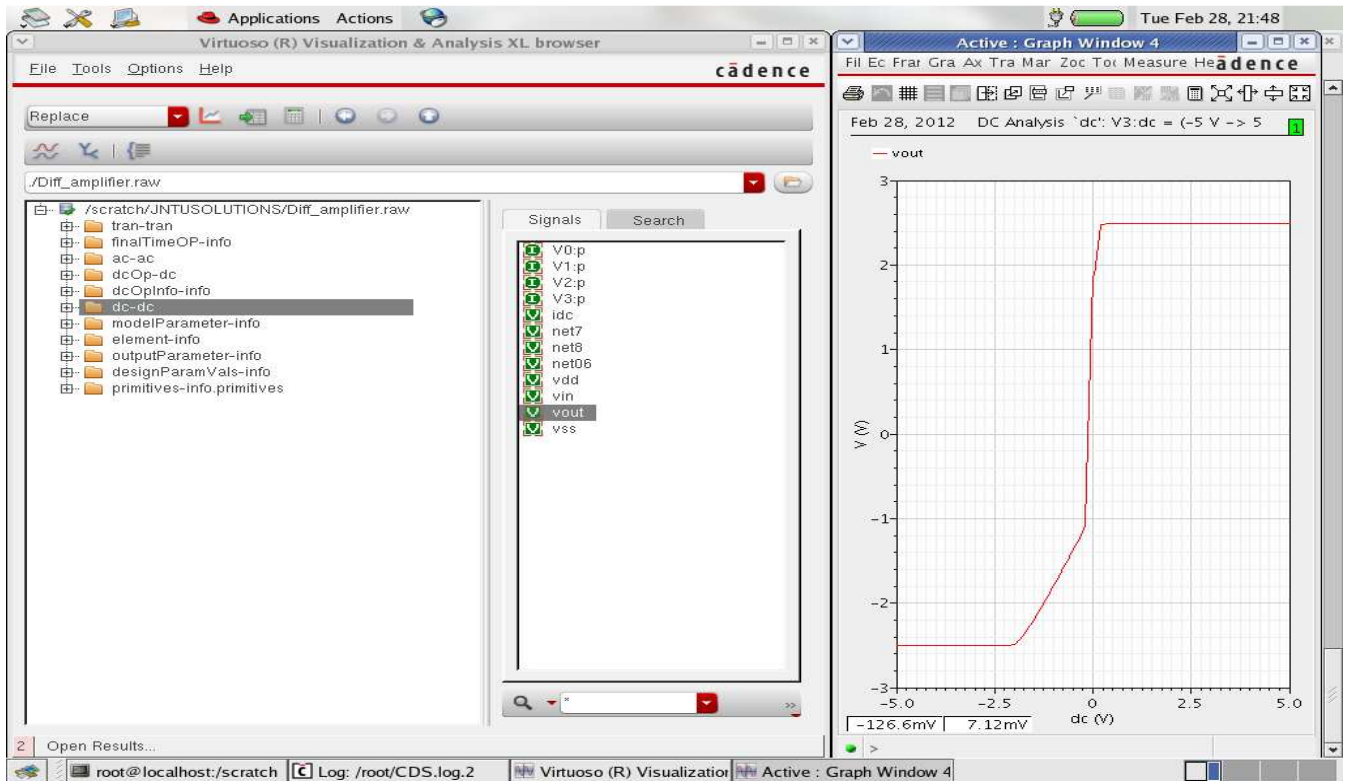 Applications Actions
Tue Feb 28, 21:48
Virtuoso (R) Visualization & Analysis XL browser
File Tools Options Help
cādence
Replace
./Diff_amplifier.raw
/scratch/JNTUSOLUTIONS/Diff_amplifier.raw
tran-tran
finalTimeOP-info
ac-ac
dcOp-dc
dcOpInfo-info
dc-dc
modelParameter-info
element-info
outputParameter-info
designParamVals-info
primitives-info.primitives
Signals Search
V0:p
V1:p
V2:p
V3:p
idc
net7
net8
net06
vdd
vin
vout
vss
*
>>
2 Open Results...
Active : Graph Window 4
Fil Ec Frar Gra Ax Tra Mar Zoc Too Measure He
cādence
Feb 28, 2012 DC Analysis `dc': V3:dc = (-5 V -> 5
1
vout
3
2
1
0
-1
-2
-3
V (V)
-5.0 -2.5 0 2.5 5.0
dc (V)
-126.6mV 7.12mV
>
root@localhost:/scratch
C Log: /root/CDS.log.2
Virtuoso (R) Visualization
Active : Graph Window 4